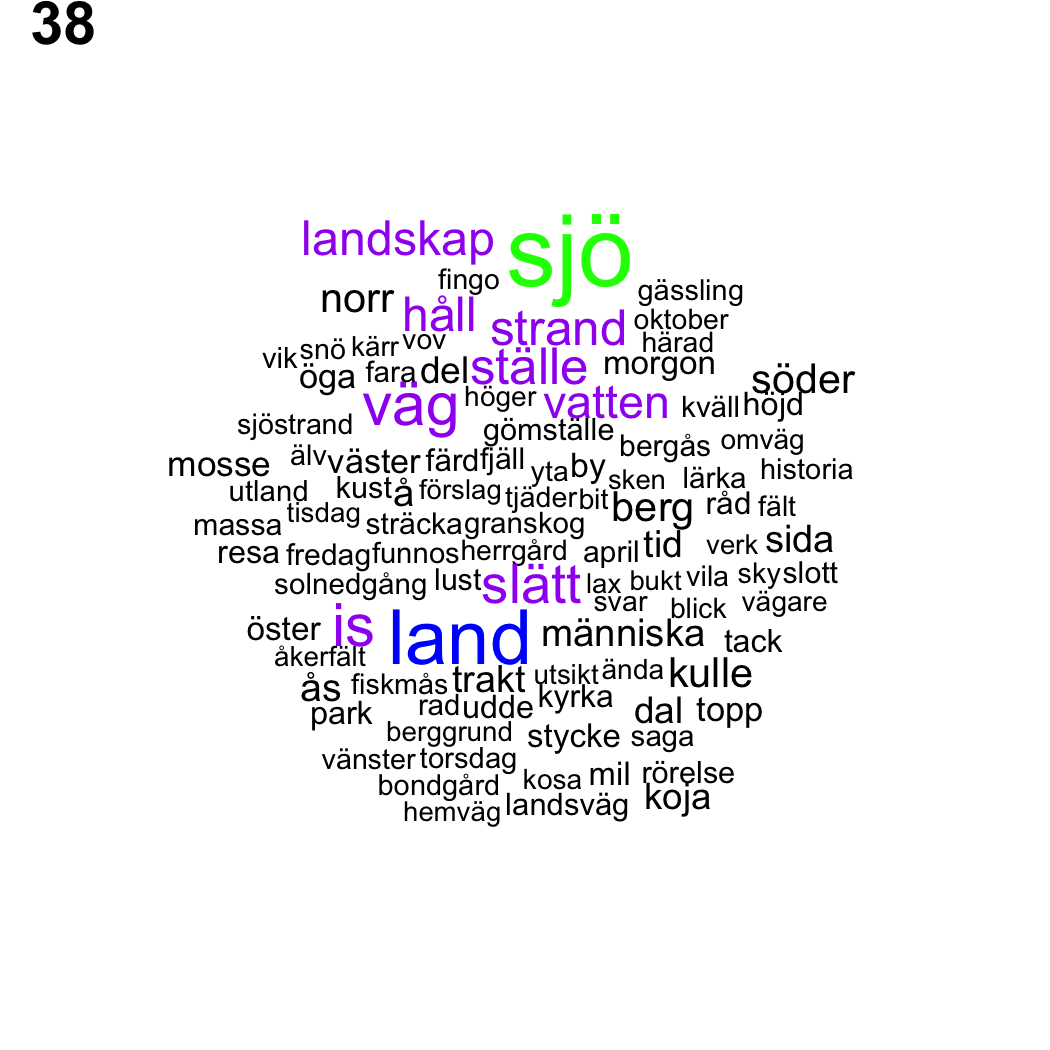 38
landskap sjö
fingo
norr gässling
håll strand oktober
vik snö kärr vov härad
öga fara del ställe morgon
väg höger vatten kväll höjd söder
sjöstrand gömställe bergås omväg
mosse älv väster färd fjäll yta by sken lärka historia
utland kust å förslag tjäder bit berg råd fält
massa tisdag sträcka granskog
resa fredag funnos herrgård april tid verk sida
solnedgång lust slätt lax bukt vila sky slott
svar blick vägare
öster is land människa tack
åkerfält
ås fiskmås trakt utsikt ända kulle
park rad udde kyrka dal topp
berggrund stycke saga
vänster torsdag
bondgård kosa mil rörelse
hemväg landsväg koja